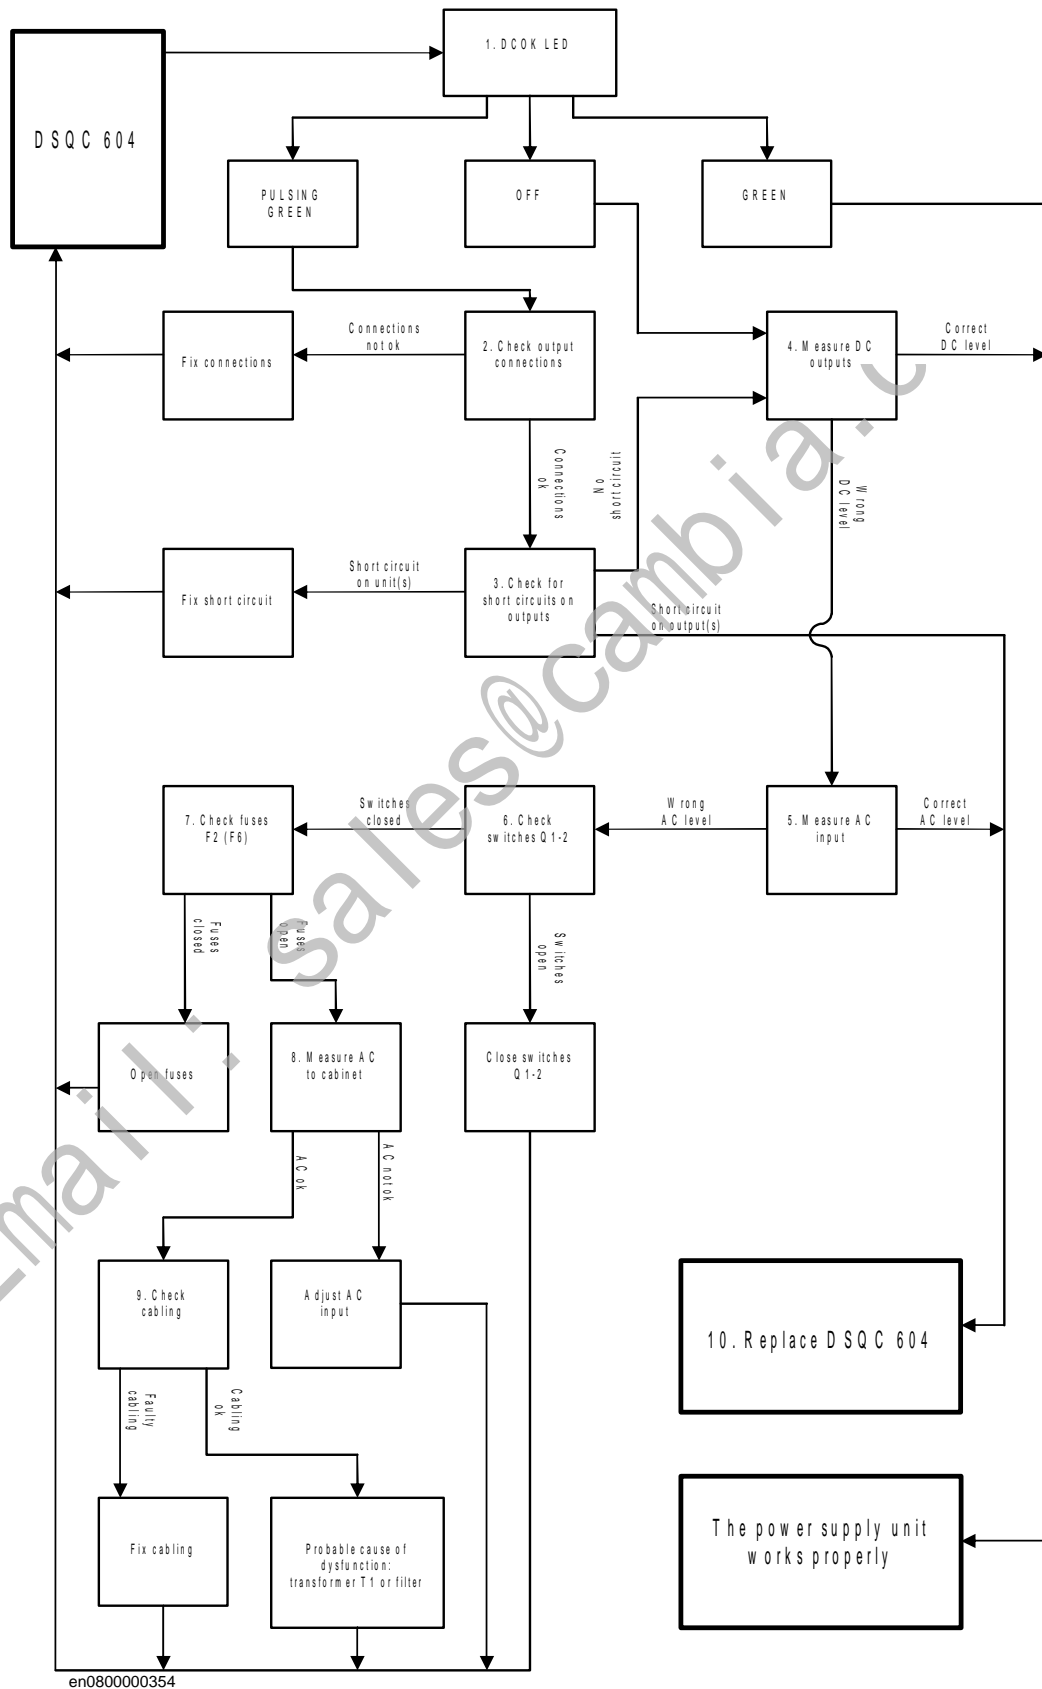 DSQC 604
1. DCOK LED
PULSING
GREEN
OFF
GREEN
Fix connections
Connections
not ok
2. Check output
connections
4. Measure DC
outputs
Correct
DC level
Connections
ok
No
short circuit
Wrong
DC level
Fix short circuit
Short circuit
on unit(s)
3. Check for
short circuits on
outputs
Short circuit
on output(s)
7. Check fuses
F2 (F6)
Switches
closed
6. Check
switches Q1-2
Wrong
AC level
5. Measure AC
input
Correct
AC level
Fuses
closed
Fuses
open
Switches
open
Open fuses
8. Measure AC
to cabinet
Close switches
Q1-2
AC ok
AC not ok
9. Check
cabling
Adjust AC
input
10. Replace DSQC 604
Faulty
cabling
Cabling
ok
Fix cabling
Probable cause of
dysfunction:
transformer T1 or filter
The power supply unit
works properly
en0800000354